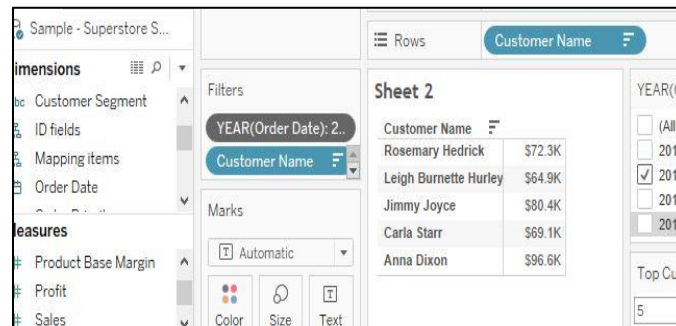 Sample - Superstore S...
imensions
Customer Segment
ID fields
Mapping items
Order Date
leasures
Product Base Margin
Profit
Sales
Filters
YEAR(Order Date): 2..
Customer Name
Marks
T Automatic
Color Size T Text
Rows Customer Name
Sheet 2
Customer Name
Rosemary Hedrick $72.3K
Leigh Burnette Hurley $64.9K
Jimmy Joyce $80.4K
Carla Starr $69.1K
Anna Dixon $96.6K
YEAR(
(All
201
201
201
201
Top Cu
5